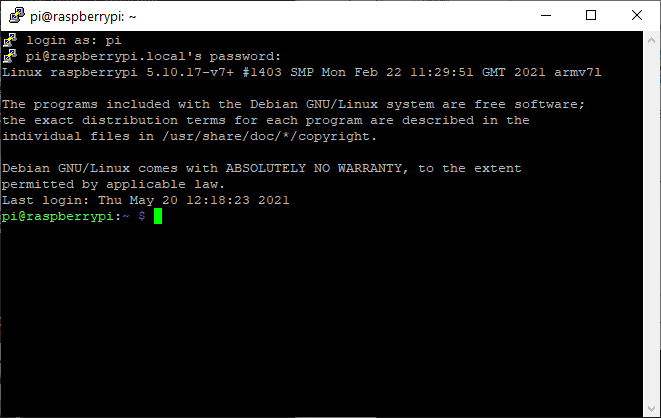 pi@raspberrypi: ~
login as: pi
pi@raspberrypi.local's password:
Linux raspberrypi 5.10.17-v7+ #1403 SMP Mon Feb 22 11:29:51 GMT 2021 armv7l
The programs included with the Debian GNU/Linux system are free software;
the exact distribution terms for each program are described in the
individual files in /usr/share/doc/*/copyright.
Debian GNU/Linux comes with ABSOLUTELY NO WARRANTY, to the extent
permitted by applicable law.
Last login: Thu May 20 12:18:23 2021
pi@raspberrypi:~ $